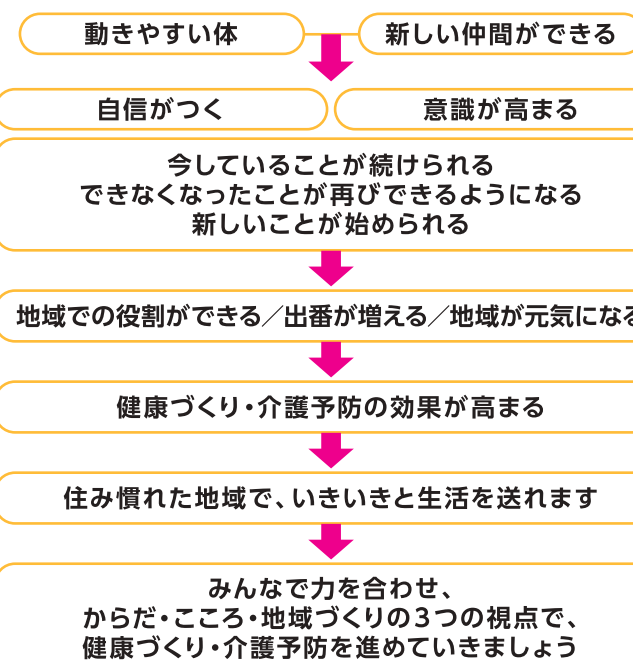 動きやすい体
新しい仲間ができる
自信がつく
意識が高まる
今していることが続けられる
できなくなったことが再びできるようになる
新しいことが始められる
地域での役割ができる／出番が増える／地域が元気になる
健康づくり・介護予防の効果が高まる
住み慣れた地域で、いきいきと生活を送れます
みんなで力を合わせ、
からだ・こころ・地域づくりの３つの視点で、
健康づくり・介護予防を進めていきましょう